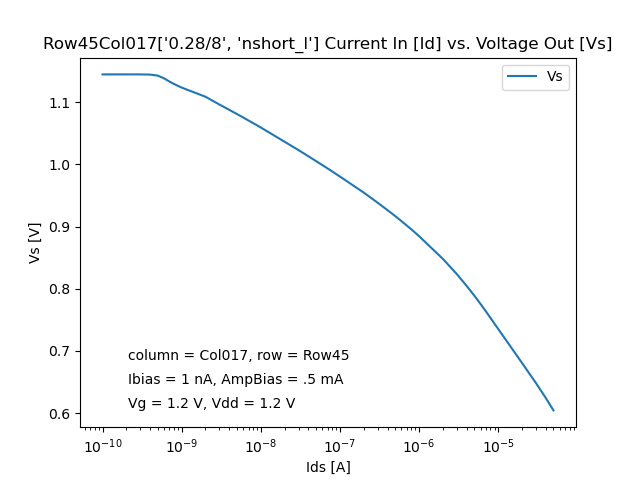 Row45Col017['0.28/8', 'nshort_l'] Current In [Id] vs. Voltage Out [Vs]
Vs
1.1
1.0
0.9
0.8
0.7
0.6
Vs [V]
column = Col017, row = Row45
Ibias = 1 nA, AmpBias = .5 mA
Vg = 1.2 V, Vdd = 1.2 V
10⁻¹⁰ 10⁻⁹ 10⁻⁸ 10⁻⁷ 10⁻⁶ 10⁻⁵
Ids [A]